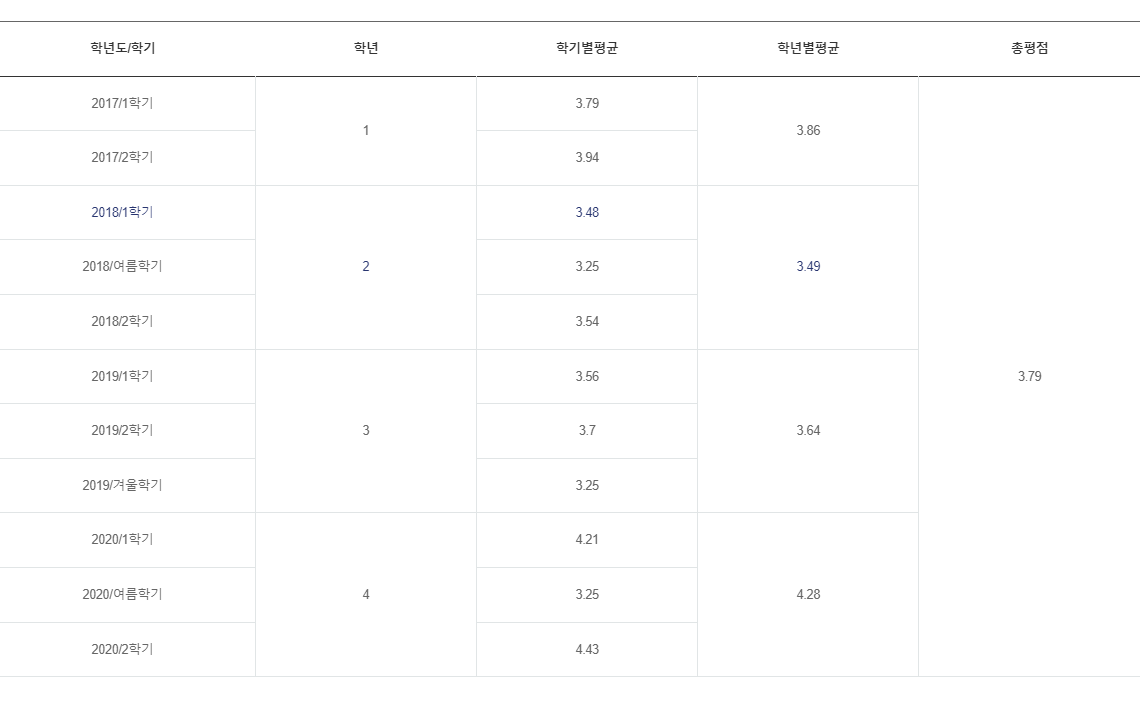 학년도/학기 학년 학기별평균 학년별평균 총평점
2017/1학기 3.79
1 3.86
2017/2학기 3.94
2018/1학기 3.48
2018/여름학기 2 3.25 3.49
2018/2학기 3.54
2019/1학기 3.56 3.79
2019/2학기 3 3.7 3.64
2019/겨울학기 3.25
2020/1학기 4.21
2020/여름학기 4 3.25 4.28
2020/2학기 4.43